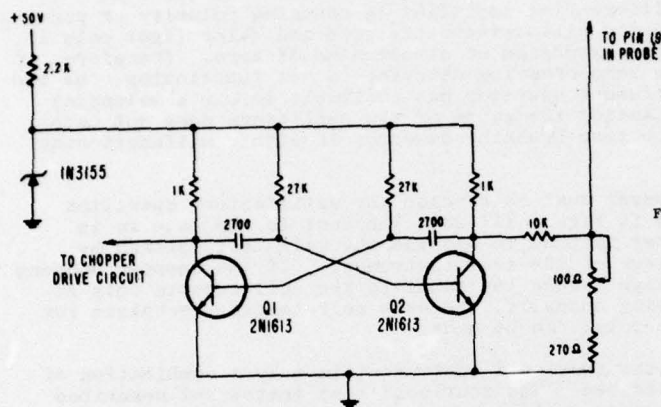 +50V
2.2K
1N3155
1K
27K
27K
1K
2700
2700
TO CHOPPER
DRIVE CIRCUIT
Q1
2N1613
Q2
2N1613
10K
100Ω
270Ω
TO PIN 19
IN PROBE
F